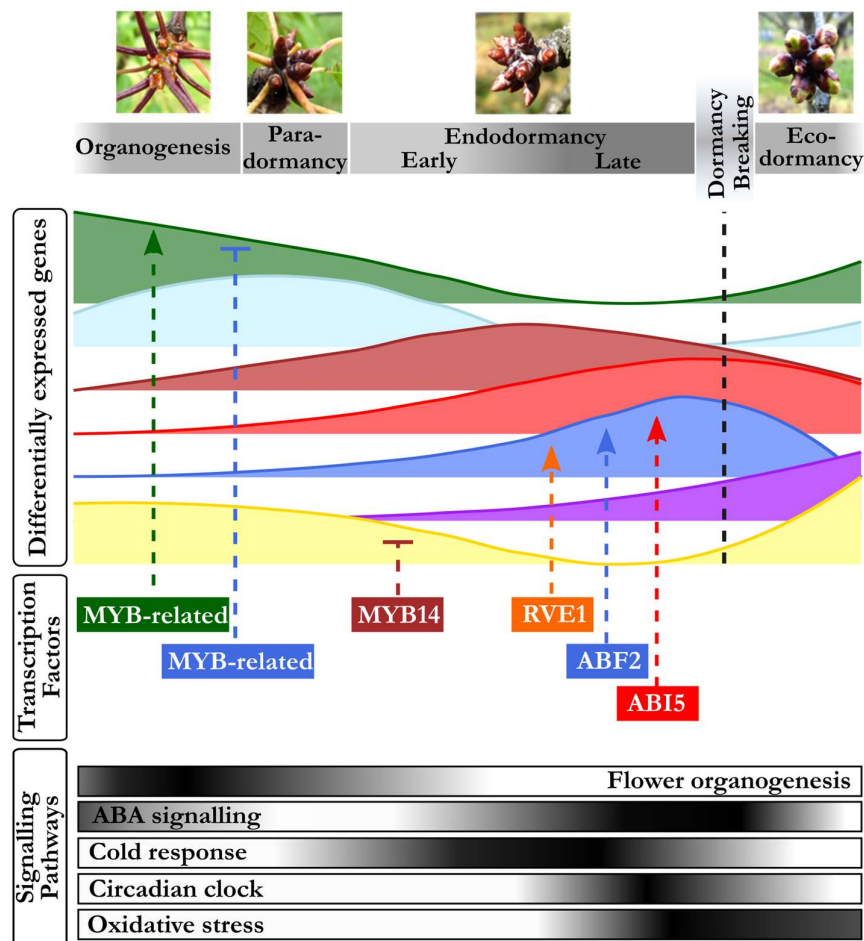 Organogenesis
Para-
dormancy
Endodormancy
Early
Late
Dormancy
Breaking
Eco-
dormancy
Differentially expressed genes
Transcription
Factors
MYB-related
MYB-related
MYB14
RVE1
ABF2
ABI5
Signalling
Pathways
Flower organogenesis
ABA signalling
Cold response
Circadian clock
Oxidative stress